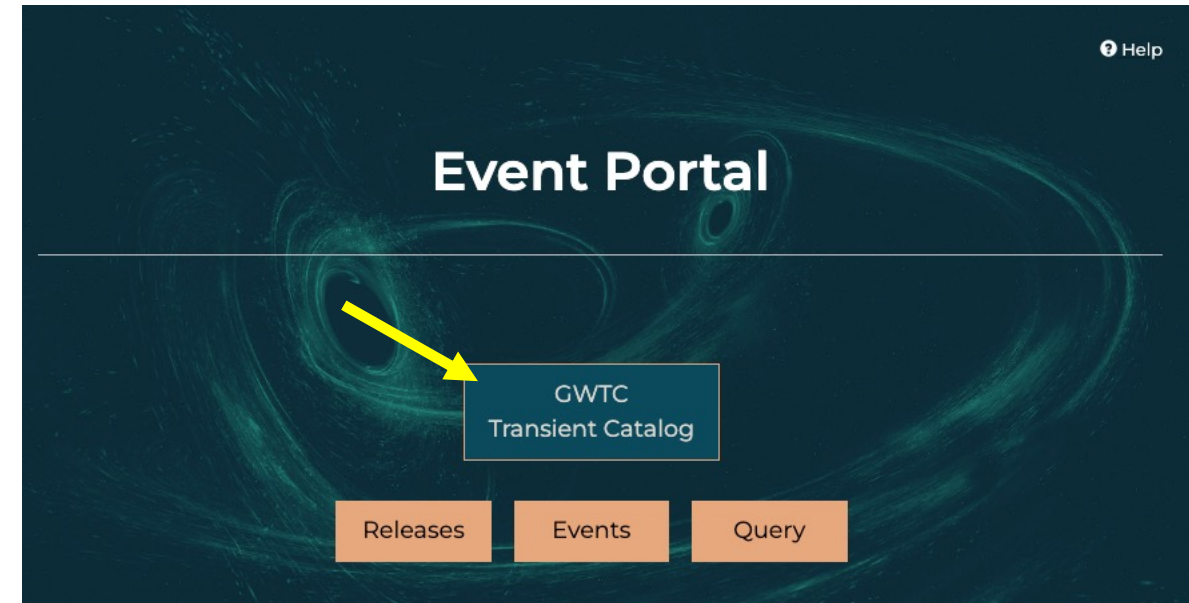 Help
Event Portal
GWTC
Transient Catalog
Releases
Events
Query